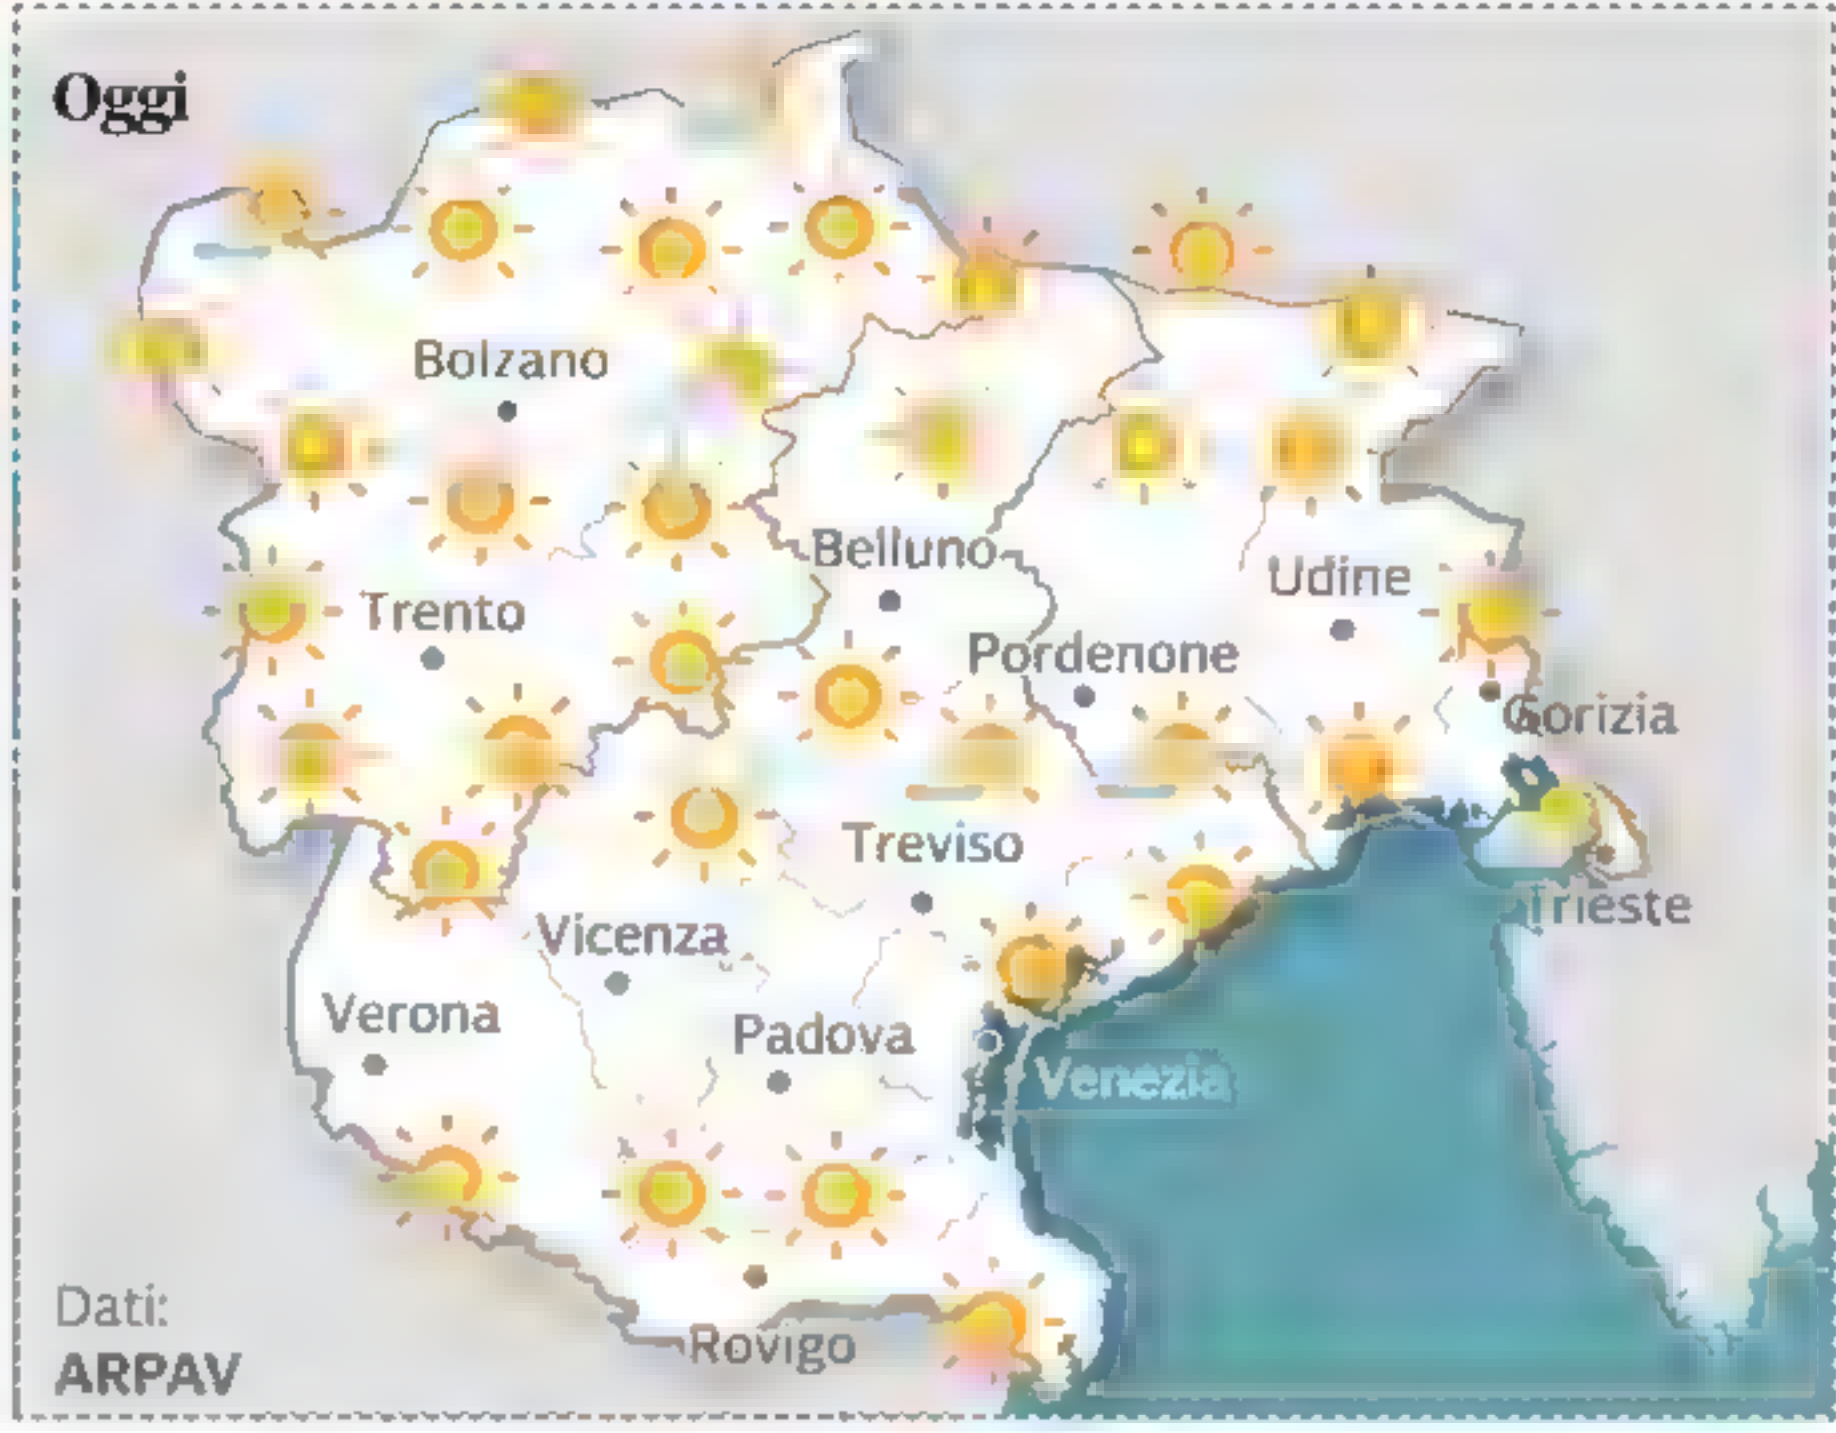 Oggi
Bolzano
Belluno
Udine
Trento
Pordenone
Gorizia
Treviso
Trieste
Vicenza
Verona
Padova
Venezia
Rovigo
Dati:
ARPAV